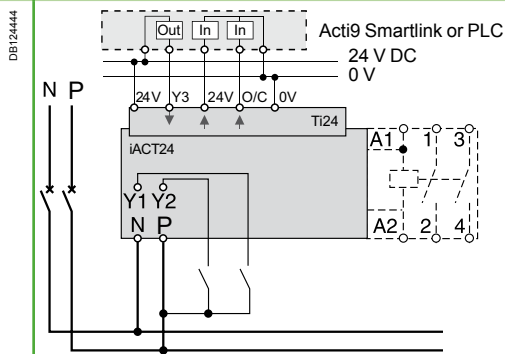 DB124444
Out In In Acti9 Smartlink or PLC
24 V DC
0 V
N P
24V Y3 24V O/C 0V
Ti24
iACT24
A1 1 3
Y1 Y2
N P
A2 2 4